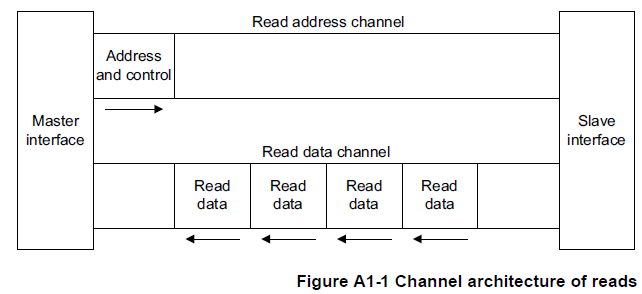 Read address channel
Address
and control
Master
interface
Slave
interface
Read data channel
Read
data
Read
data
Read
data
Read
data
Figure A1-1 Channel architecture of reads